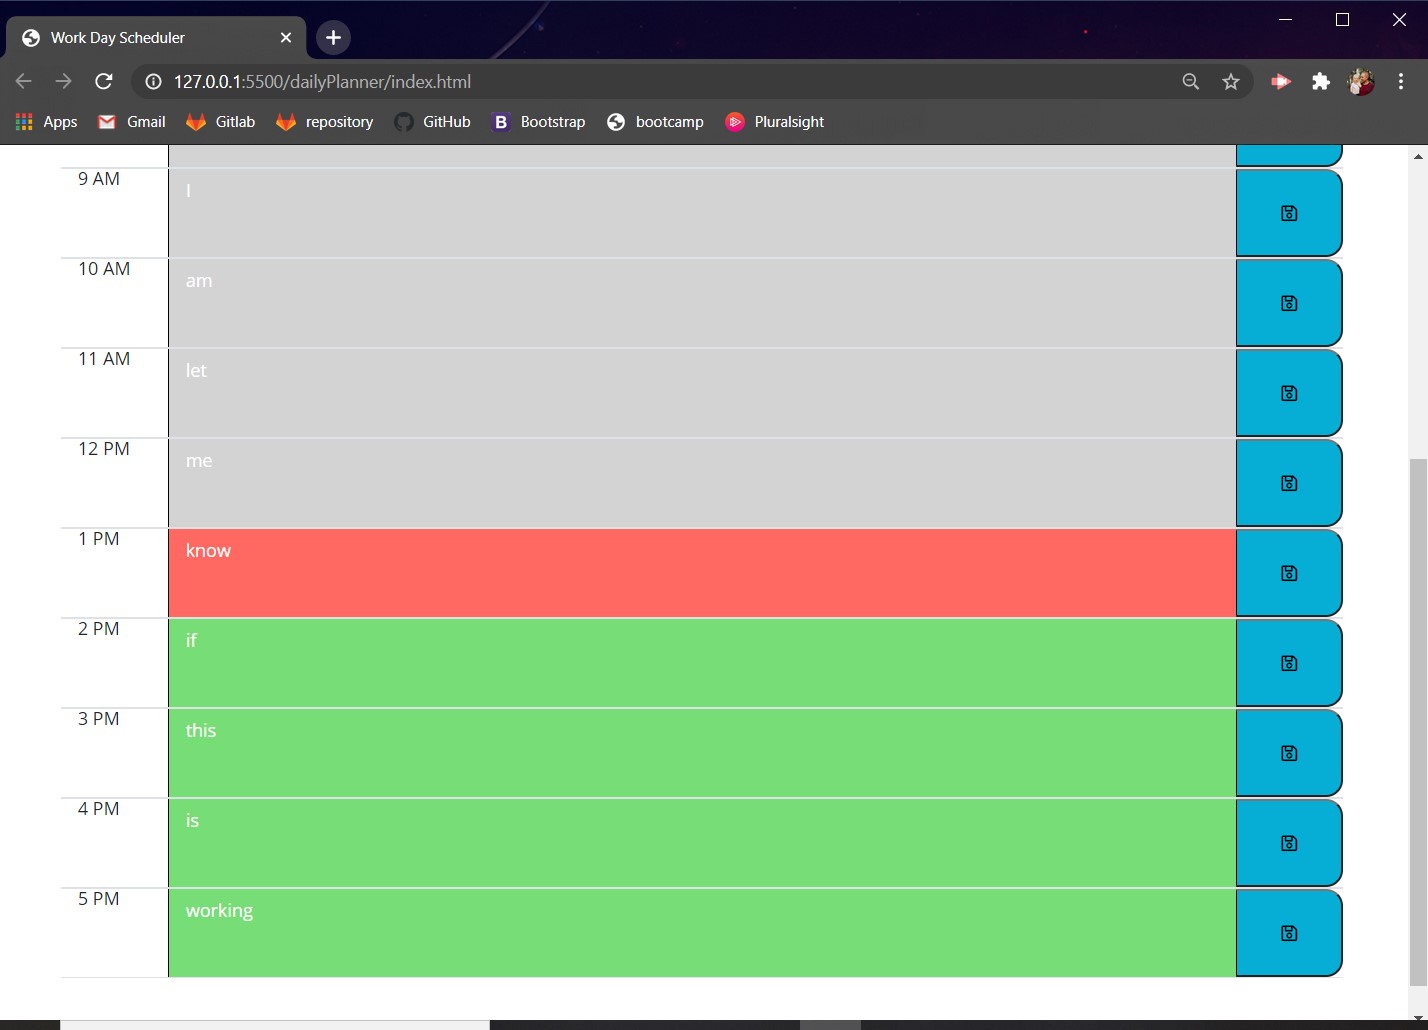 Work Day Scheduler
127.0.0.1:5500/dailyPlanner/index.html
Apps Gmail Gitlab repository GitHub B Bootstrap bootcamp Pluralsight
9 AM I
10 AM am
11 AM let
12 PM me
1 PM know
2 PM if
3 PM this
4 PM is
5 PM working